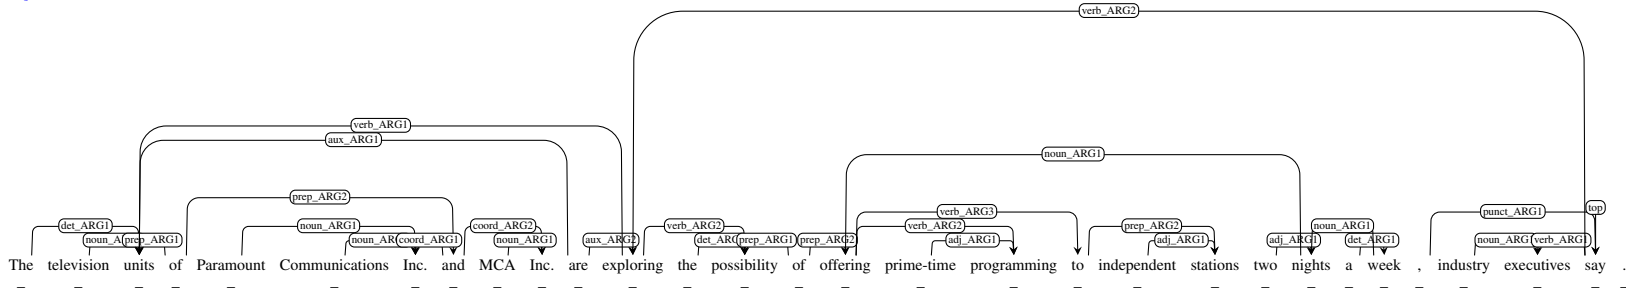 verb_ARG2
verb_ARG1
aux_ARG1
noun_ARG1
prep_ARG2
verb_ARG3 top
det_ARG1 noun_ARG1 coord_ARG2 verb_ARG2 verb_ARG2 prep_ARG2 noun_ARG1 punct_ARG1
prep_ARG1 coord_ARG1 noun_ARG1 aux_ARG2 prep_ARG1 prep_ARG2 adj_ARG1 adj_ARG1 adj_ARG1 det_ARG1 verb_ARG1
The television units of Paramount Communications Inc. and MCA Inc. are exploring the possibility of offering prime-time programming to independent stations two nights a week , industry executives say .
_ _ _ _ _ _ _ _ _ _ _ _ _ _ _ _ _ _ _ _ _ _ _ _ _ _ _ _ _ _